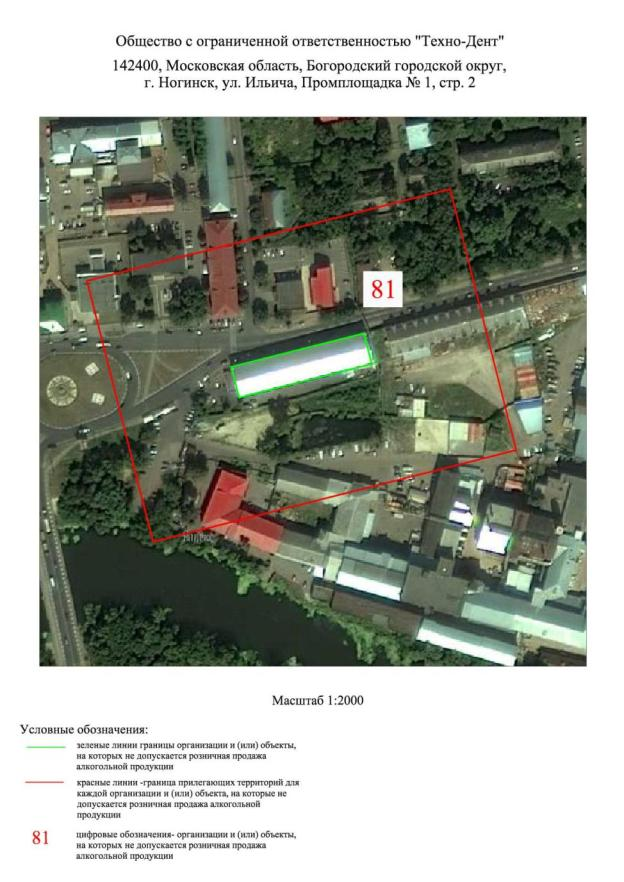 Общество с ограниченной ответственностью "Техно-Дент"
142400, Московская область, Богородский городской округ,
г. Ногинск, ул. Ильича, Промплощадка № 1, стр. 2
81
Масштаб 1:2000
Условные обозначения:
зеленые линии границы организации и (или) объекты,
на которых не допускается розничная продажа
алкогольной продукции
красные линии -граница прилегающих территорий для
каждой организации и (или) объекта, на которые не
допускается розничная продажа алкогольной
продукции
81
цифровые обозначения- организации и (или) объекты,
на которых не допускается розничная продажа
алкогольной продукции